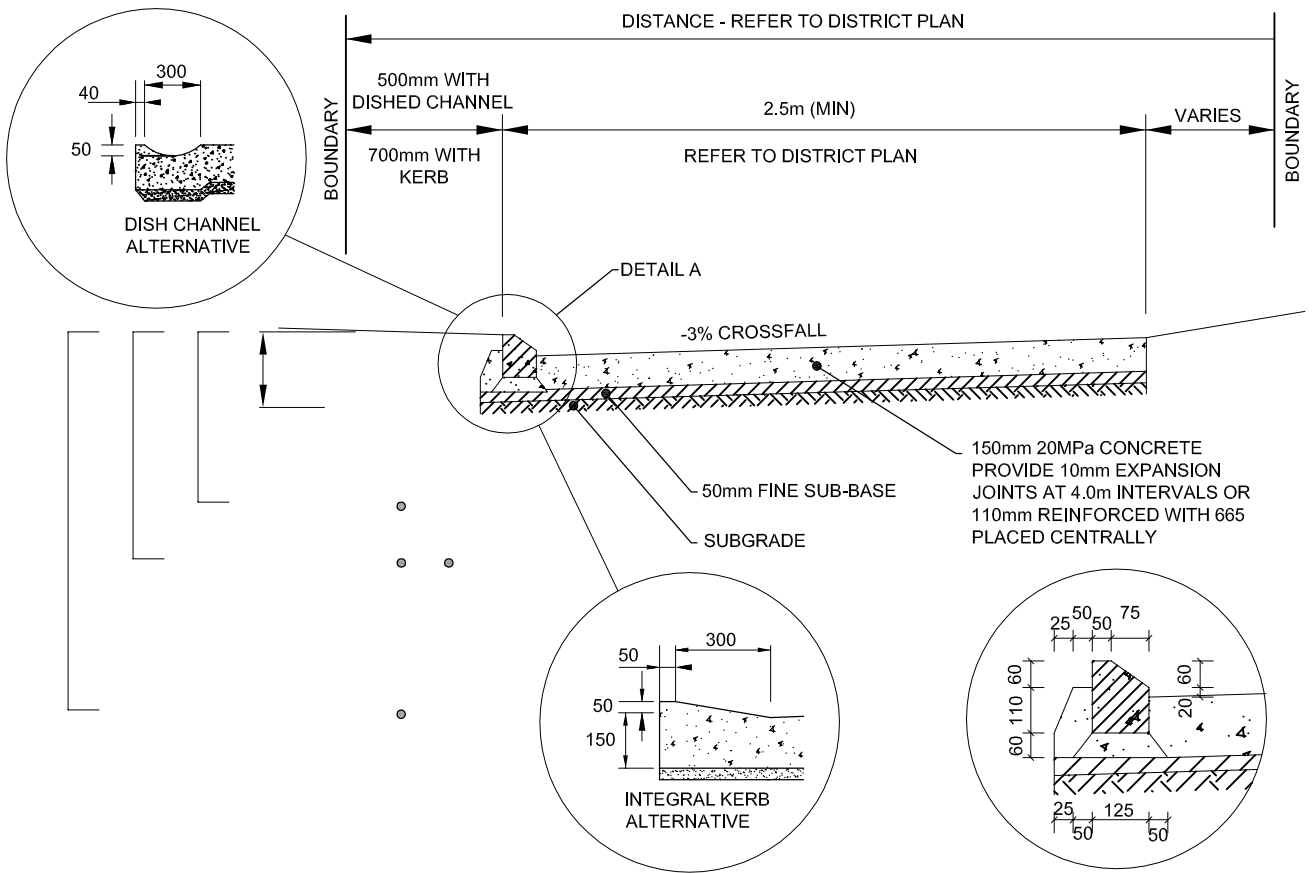 DISTANCE - REFER TO DISTRICT PLAN
300
40
50
DISH CHANNEL
ALTERNATIVE
BOUNDARY
500mm WITH
DISHED CHANNEL
700mm WITH
KERB
2.5m (MIN)
REFER TO DISTRICT PLAN
VARIES
BOUNDARY
DETAIL A
-3% CROSSFALL
150mm 20MPa CONCRETE
PROVIDE 10mm EXPANSION
JOINTS AT 4.0m INTERVALS OR
110mm REINFORCED WITH 665
PLACED CENTRALLY
50mm FINE SUB-BASE
SUBGRADE
300
50
50
150
INTEGRAL KERB
ALTERNATIVE
25 50 50 75
60
110
60
60
20
25 50 125 50